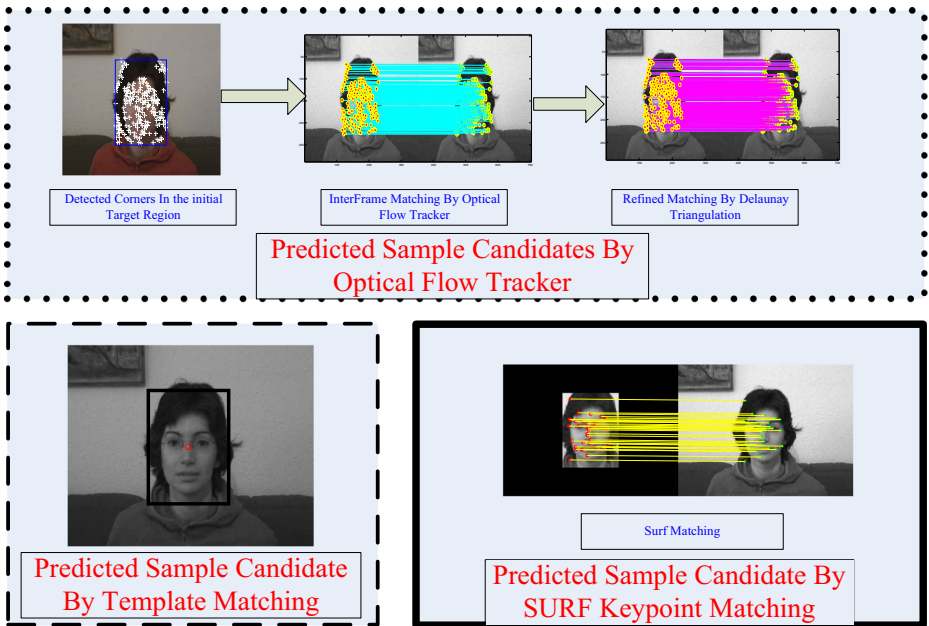 Detected Corners In the initial
Target Region
InterFrame Matching By Optical
Flow Tracker
Refined Matching By Delaunay
Triangulation
Predicted Sample Candidates By
Optical Flow Tracker
Predicted Sample Candidate
By Template Matching
Surf Matching
Predicted Sample Candidate By
SURF Keypoint Matching